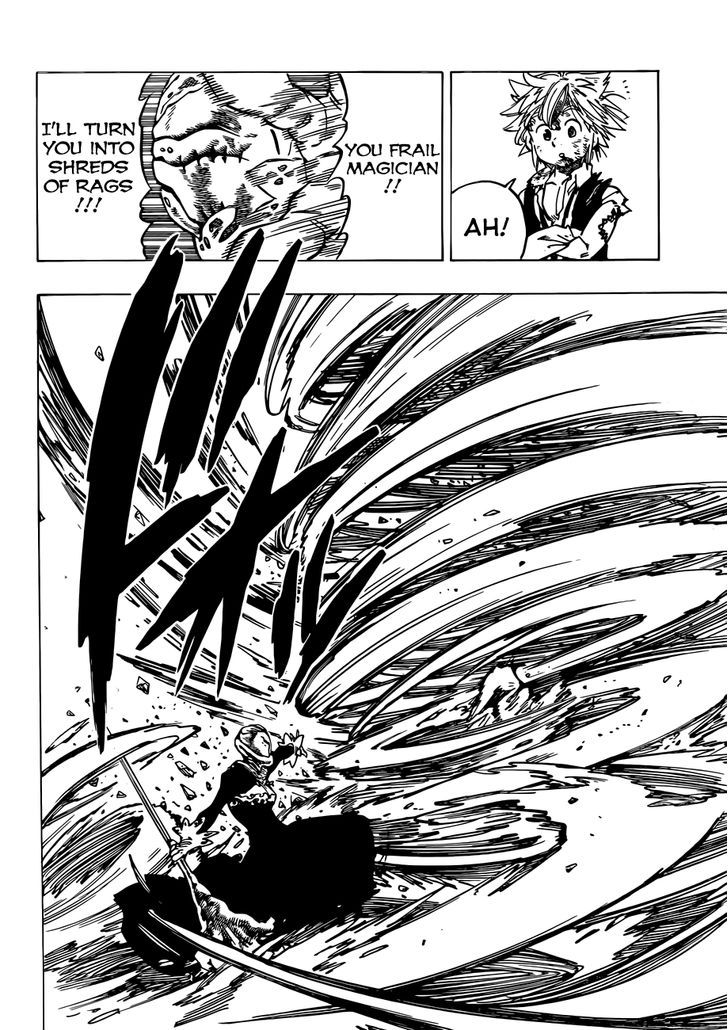 AH!
YOU FRAIL
MAGICIAN
!!
I'LL TURN
YOU INTO
SHREDS
OF RAGS
!!!